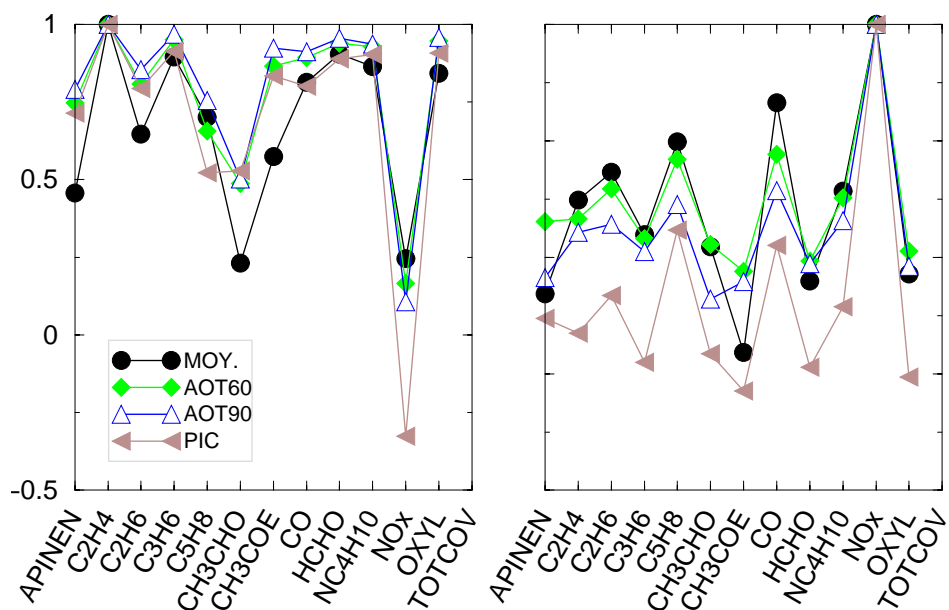 1
0.5
0
-0.5
MOY.
AOT60
AOT90
PIC
APINEN
C2H4
C2H6
C3H6
C5H8
CH3CHO
CH3COE
CO
HCHO
NC4H10
NOX
OXYL
TOTCOV
APINEN
C2H4
C2H6
C3H6
C5H8
CH3CHO
CH3COE
CO
HCHO
NC4H10
NOX
OXYL
TOTCOV